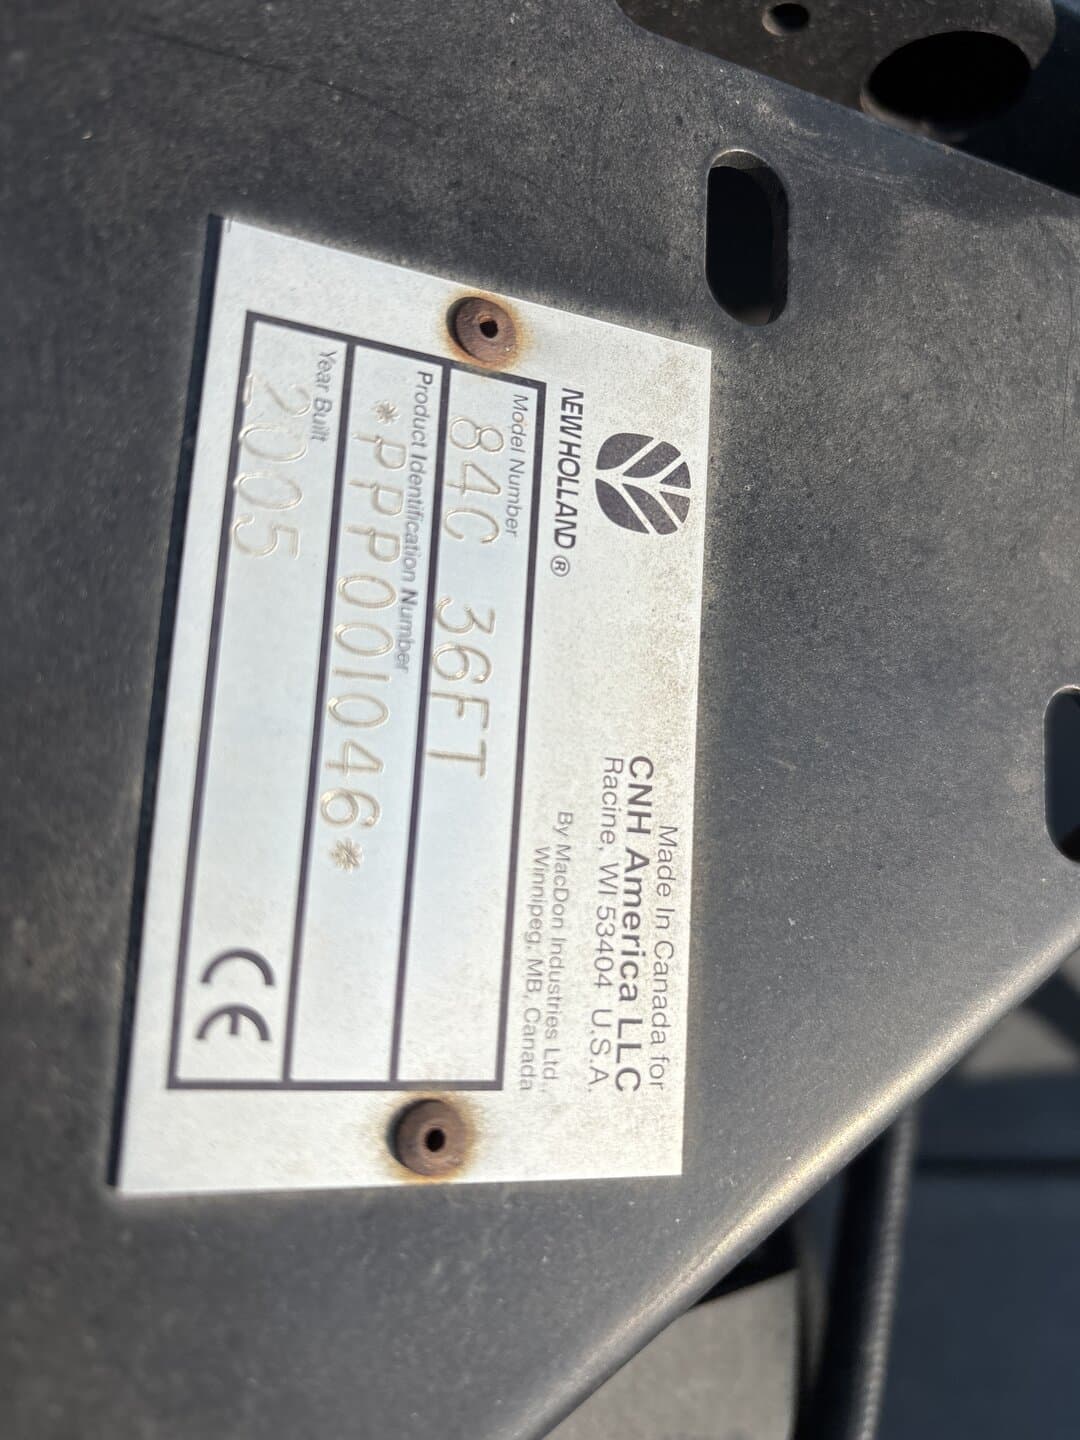 NEW HOLLAND ®
Made In Canada for
CNH America LLC
Racine, WI 53404 U.S.A.
By MacDon Industries Ltd.,
Winnipeg, MB, Canada
Model Number
84C 36FT
Product Identification Number
*PPP001046*
Year Built
2005
CE